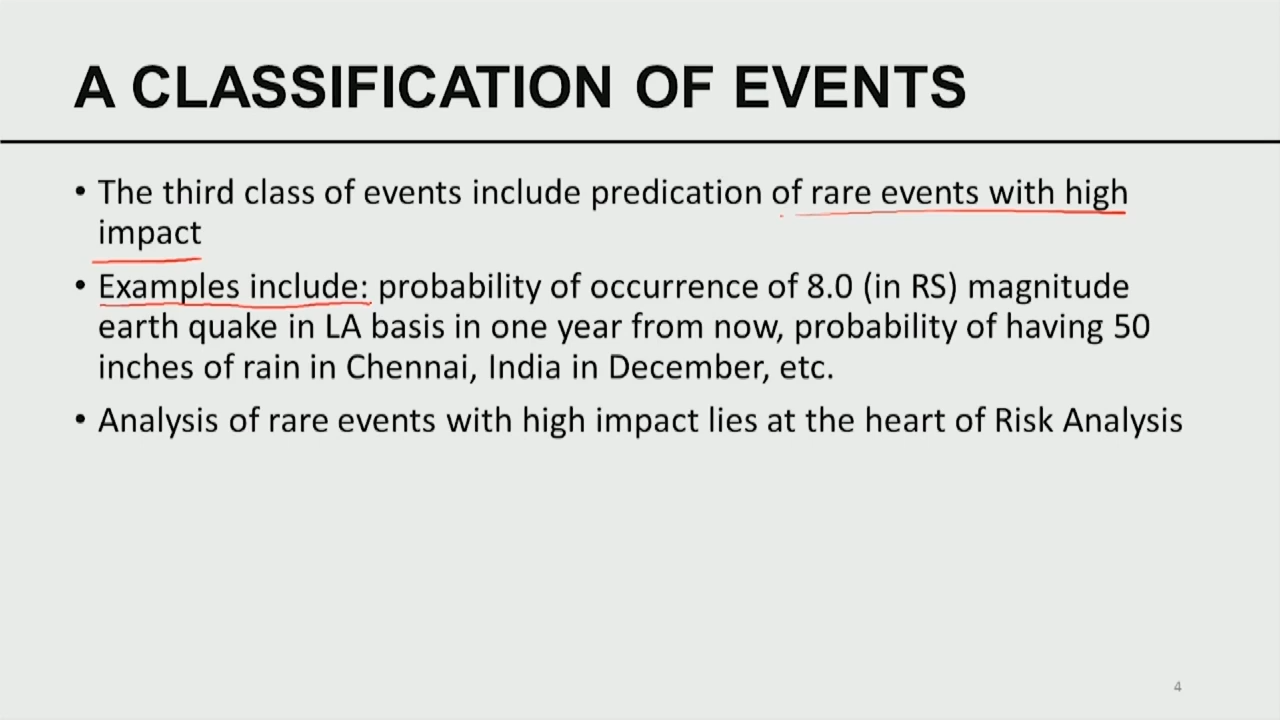 A CLASSIFICATION OF EVENTS
• The third class of events include predication of rare events with high
impact
• Examples include: probability of occurrence of 8.0 (in RS) magnitude
earth quake in LA basis in one year from now, probability of having 50
inches of rain in Chennai, India in December, etc.
• Analysis of rare events with high impact lies at the heart of Risk Analysis
4